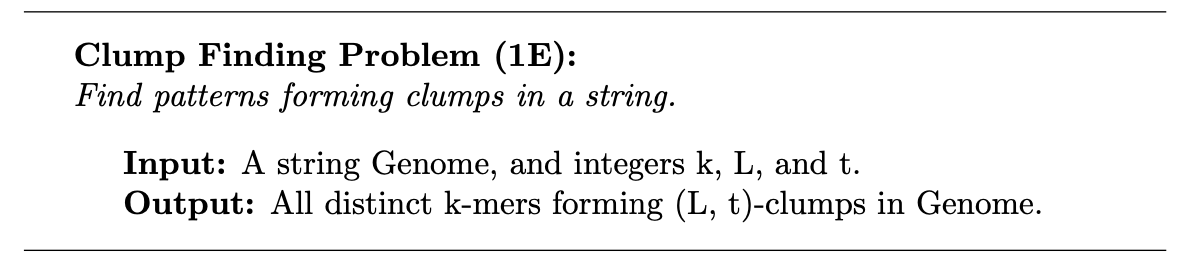 Clump Finding Problem (1E):
Find patterns forming clumps in a string.
Input: A string Genome, and integers k, L, and t.
Output: All distinct k-mers forming (L, t)-clumps in Genome.